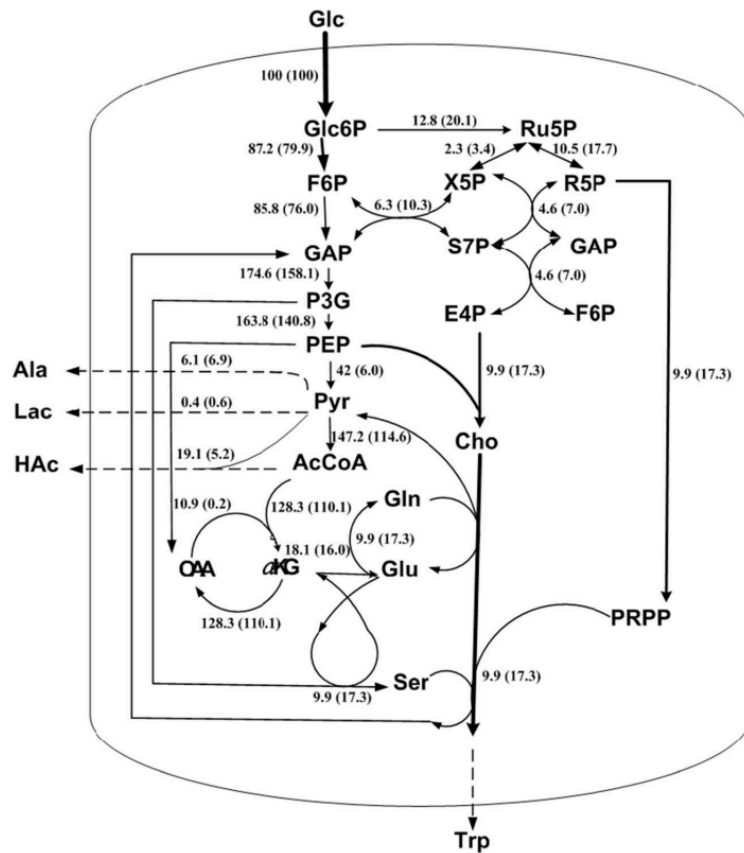 Glc
100 (100)
Glc6P
12.8 (20.1)
Ru5P
87.2 (79.9)
2.3 (3.4)
10.5 (17.7)
F6P
X5P
R5P
85.8 (76.0)
6.3 (10.3)
4.6 (7.0)
GAP
S7P
GAP
174.6 (158.1)
4.6 (7.0)
P3G
E4P
F6P
163.8 (140.8)
PEP
9.9 (17.3)
9.9 (17.3)
Ala
6.1 (6.9)
42 (6.0)
Lac
0.4 (0.6)
Pyr
147.2 (114.6)
Cho
HAc
19.1 (5.2)
AcCoA
10.9 (0.2)
128.3 (110.1)
Gln
18.1 (16.0)
9.9 (17.3)
OAA
αKG
Glu
128.3 (110.1)
PRPP
Ser
9.9 (17.3)
9.9 (17.3)
Trp